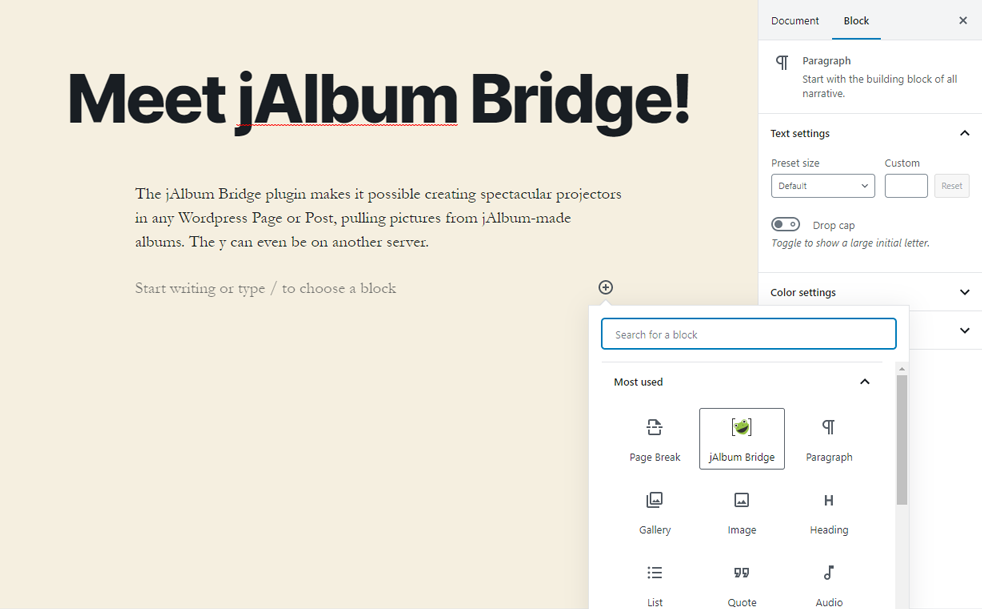 Document
Block
Meet jAlbum Bridge!
Paragraph
Start with the building block of all
narrative.
Text settings
Preset size
Custom
Default
Reset
Drop cap
Toggle to show a large initial letter.
Color settings
The jAlbum Bridge plugin makes it possible creating spectacular projectors
in any Wordpress Page or Post, pulling pictures from jAlbum-made
albums. The y can even be on another server.
Start writing or type / to choose a block
Search for a block
Most used
Page Break
jAlbum Bridge
Paragraph
Gallery
Image
Heading
List
Quote
Audio